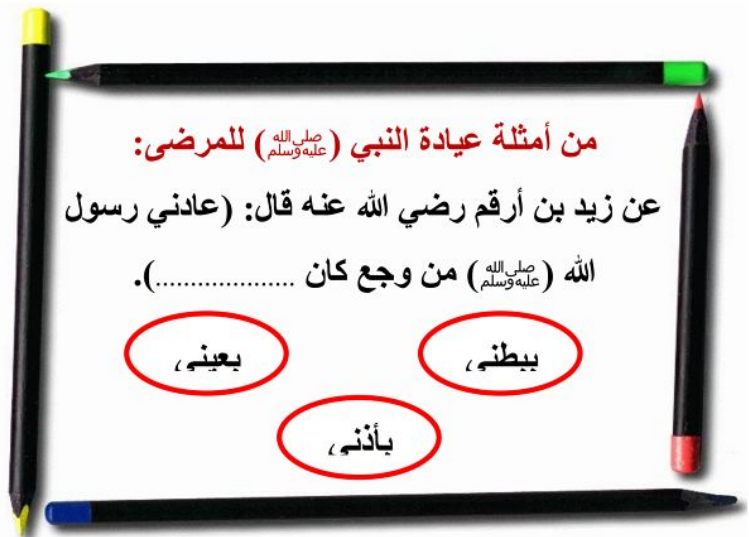 من أمثلة عيادة النبي (ﷺ) للمرضى:
عن زيد بن أرقم رضي الله عنه قال: (عادني رسول
الله (ﷺ) من وجع كان ....................).
ببطني
بعيني
بأذني